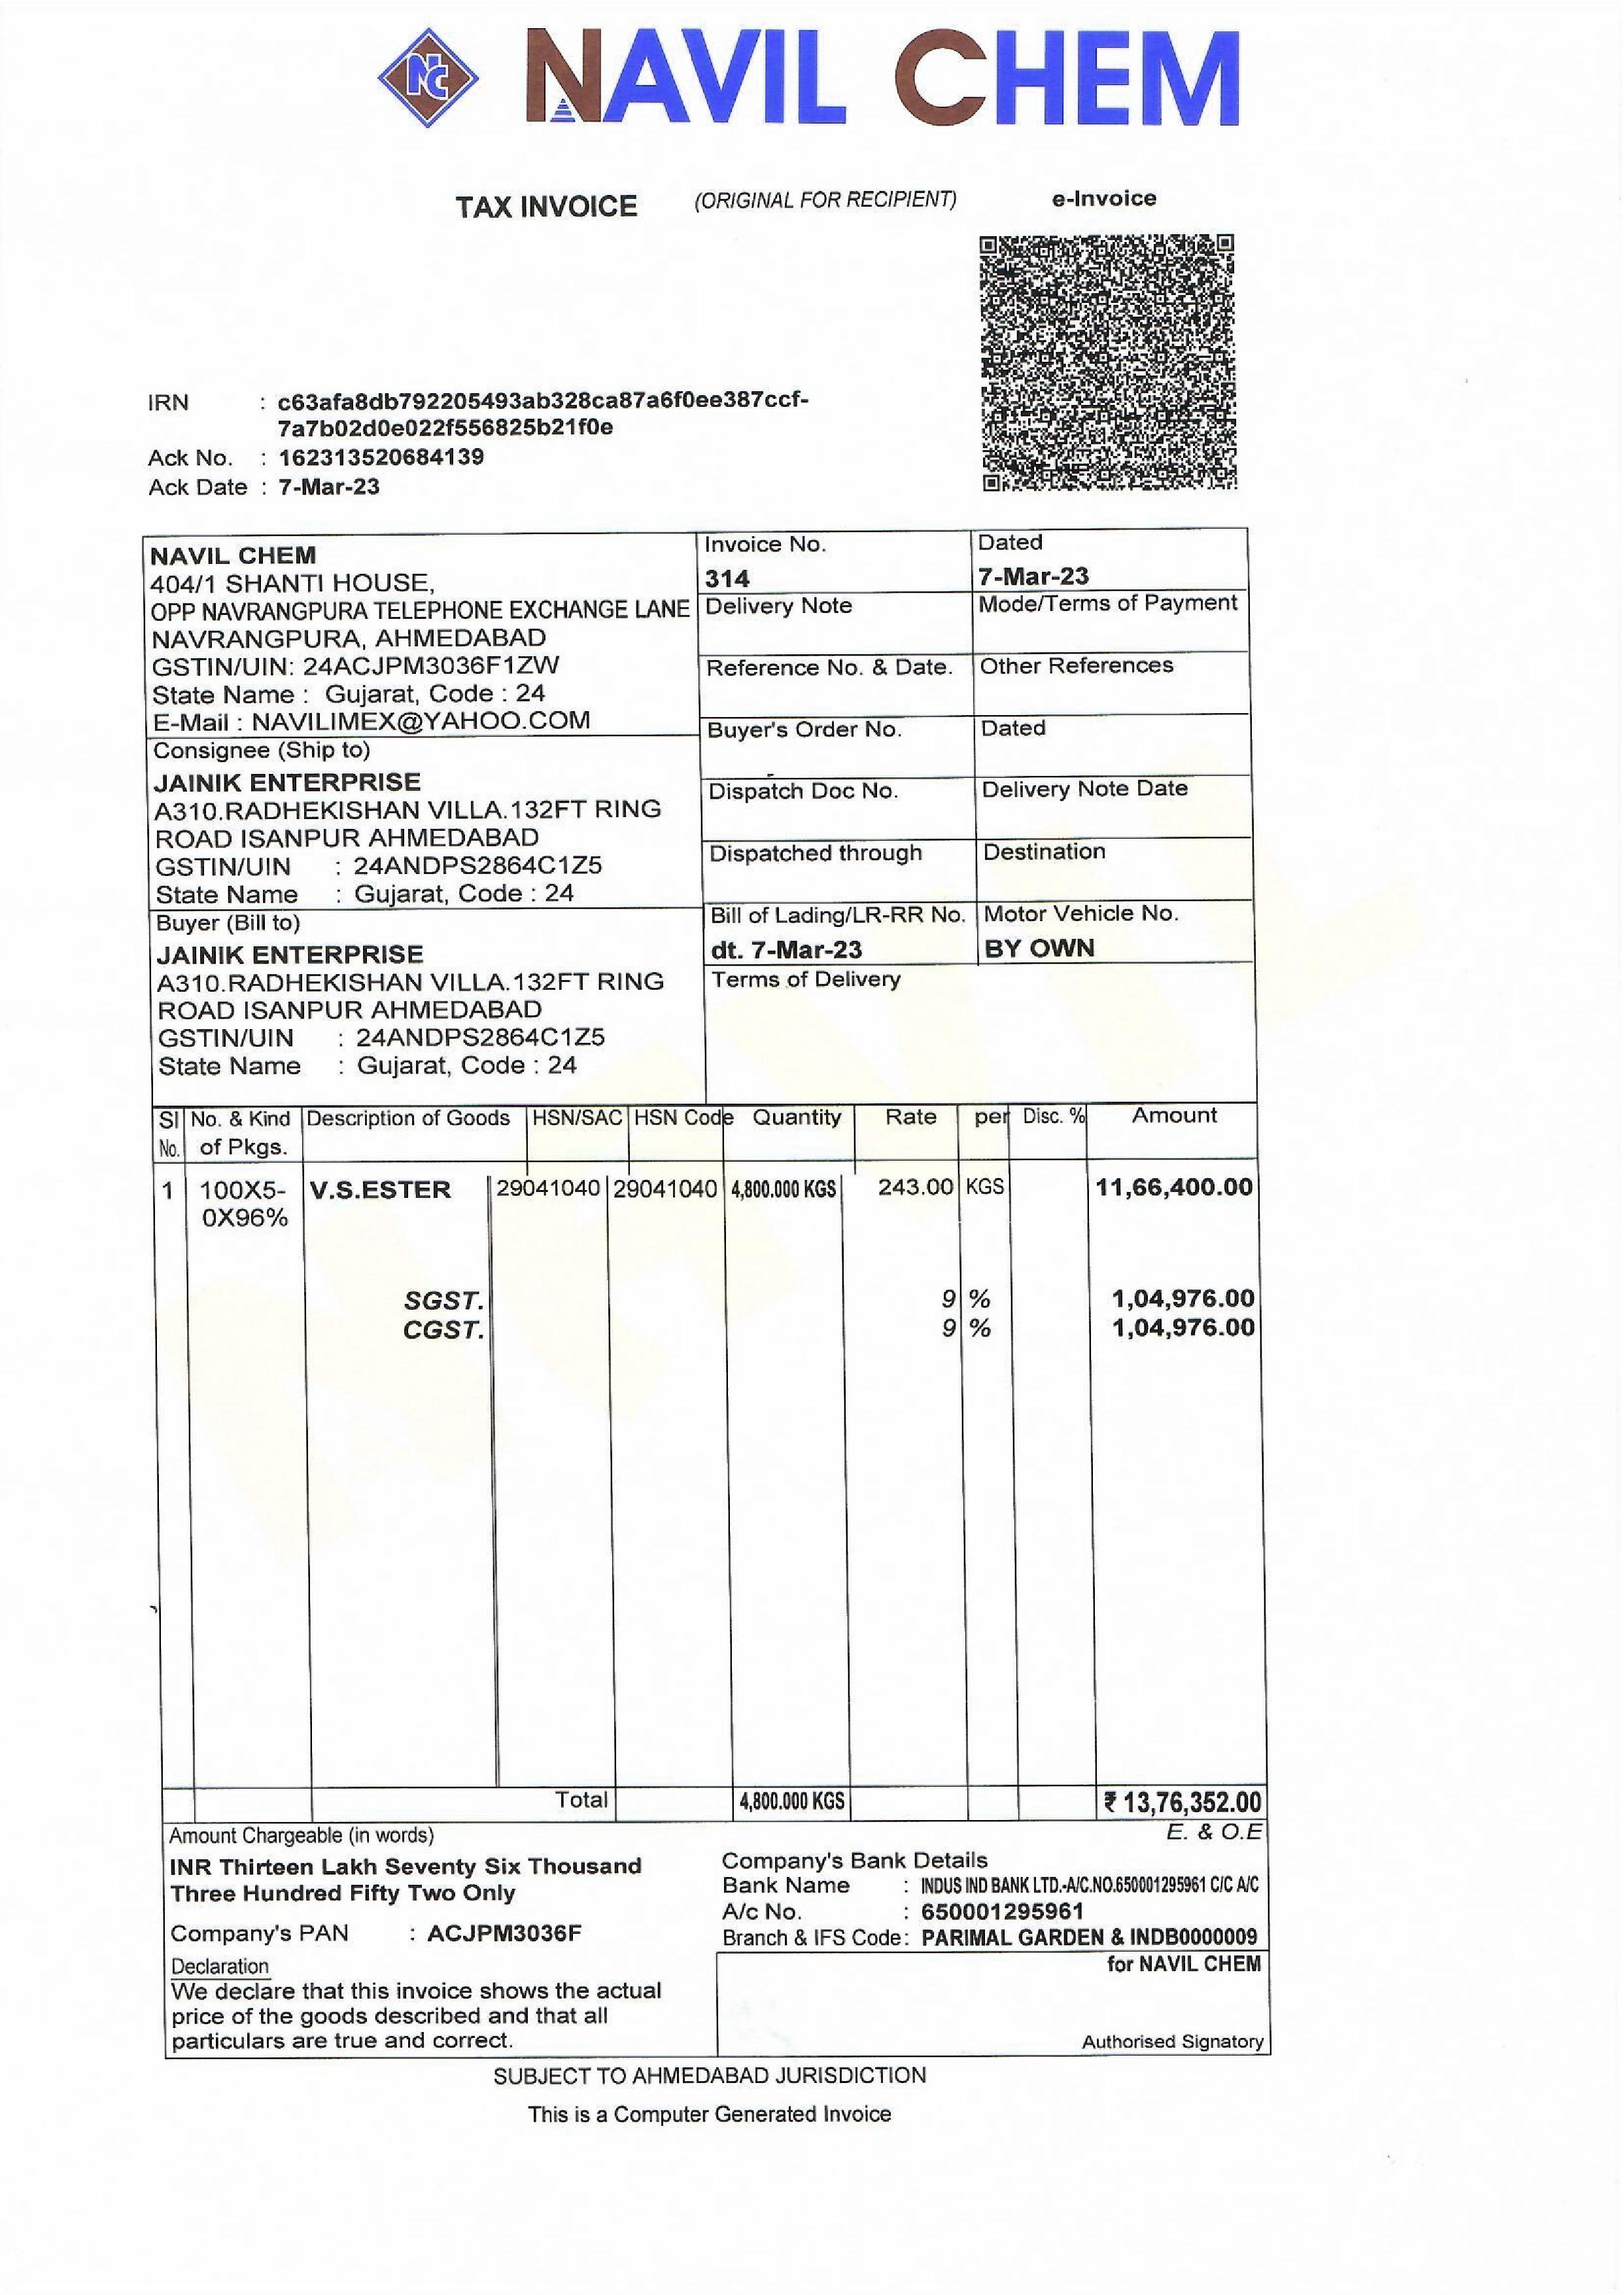 NAVIL CHEM
TAX INVOICE (ORIGINAL FOR RECIPIENT) e-Invoice
IRN : c63afa8db792205493ab328ca87a6f0ee387ccf-
7a7b02d0e022f556825b21f0e
Ack No. : 162313520684139
Ack Date : 7-Mar-23
NAVIL CHEM
404/1 SHANTI HOUSE,
OPP NAVRANGPURA TELEPHONE EXCHANGE LANE
NAVRANGPURA, AHMEDABAD
GSTIN/UIN: 24ACJPM3036F1ZW
State Name : Gujarat, Code : 24
E-Mail : NAVILIMEX@YAHOO.COM
Consignee (Ship to)
JAINIK ENTERPRISE
A310.RADHEKISHAN VILLA.132FT RING
ROAD ISANPUR AHMEDABAD
GSTIN/UIN : 24ANDPS2864C1Z5
State Name : Gujarat, Code : 24
Buyer (Bill to)
JAINIK ENTERPRISE
A310.RADHEKISHAN VILLA.132FT RING
ROAD ISANPUR AHMEDABAD
GSTIN/UIN : 24ANDPS2864C1Z5
State Name : Gujarat, Code : 24
Invoice No. Dated
314 7-Mar-23
Delivery Note Mode/Terms of Payment
Reference No. & Date. Other References
Buyer's Order No. Dated
Dispatch Doc No. Delivery Note Date
Dispatched through Destination
Bill of Lading/LR-RR No. Motor Vehicle No.
dt. 7-Mar-23 BY OWN
Terms of Delivery
Sl No. & Kind Description of Goods HSN/SAC HSN Code Quantity Rate per Disc. % Amount
No. of Pkgs.
1 100X5- V.S.ESTER 29041040 29041040 4,800.000 KGS 243.00 KGS 11,66,400.00
0X96%
SGST. 9 % 1,04,976.00
CGST. 9 % 1,04,976.00
Total 4,800.000 KGS ₹ 13,76,352.00
Amount Chargeable (in words) E. & O.E
INR Thirteen Lakh Seventy Six Thousand
Three Hundred Fifty Two Only
Company's PAN : ACJPM3036F
Company's Bank Details
Bank Name : INDUS IND BANK LTD.-A/C.NO.650001295961 C/C A/C
A/c No. : 650001295961
Branch & IFS Code : PARIMAL GARDEN & INDB0000009
Declaration
We declare that this invoice shows the actual
price of the goods described and that all
particulars are true and correct.
for NAVIL CHEM
Authorised Signatory
SUBJECT TO AHMEDABAD JURISDICTION
This is a Computer Generated Invoice